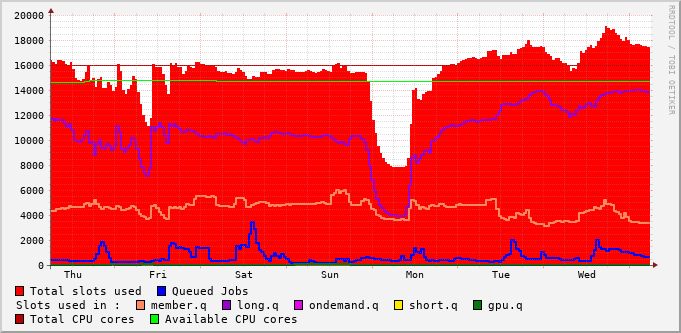 20000
18000
16000
14000
12000
10000
8000
6000
4000
2000
0
Thu Fri Sat Sun Mon Tue Wed
RRDTOOL / TOBI OETIKER
Total slots used Queued Jobs
Slots used in : member.q long.q ondemand.q short.q gpu.q
Total CPU cores Available CPU cores